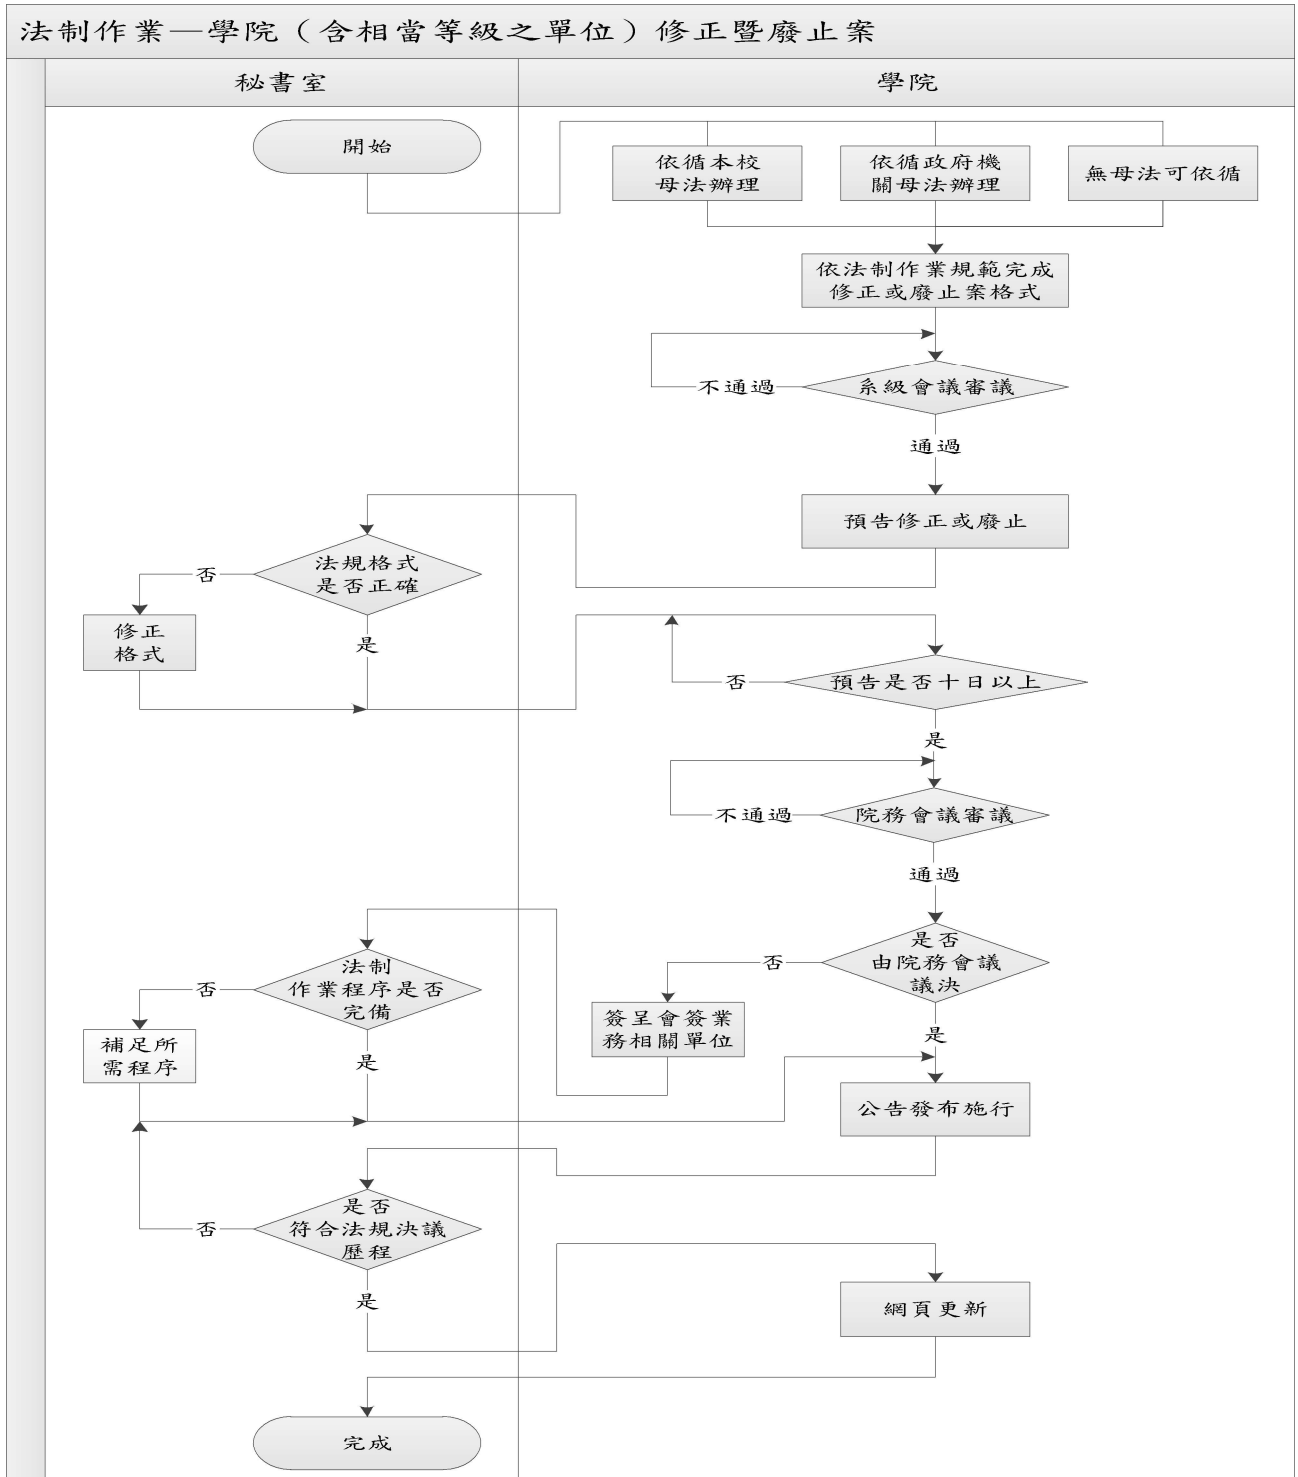 法制作業—學院（含相當等級之單位）修正暨廢止案
秘書室
學院
開始
依循本校
母法辦理
依循政府機
關母法辦理
無母法可依循
依法制作業規範完成
修正或廢止案格式
不通過
系級會議審議
通過
預告修正或廢止
法規格式
是否正確
否
修正
格式
是
否
預告是否十日以上
是
不通過
院務會議審議
通過
是否
由院務會議
議決
否
簽呈會簽業
務相關單位
是
法制
作業程序是否
完備
否
補足所
需程序
是
公告發布施行
是否
符合法規決議
歷程
否
是
網頁更新
完成